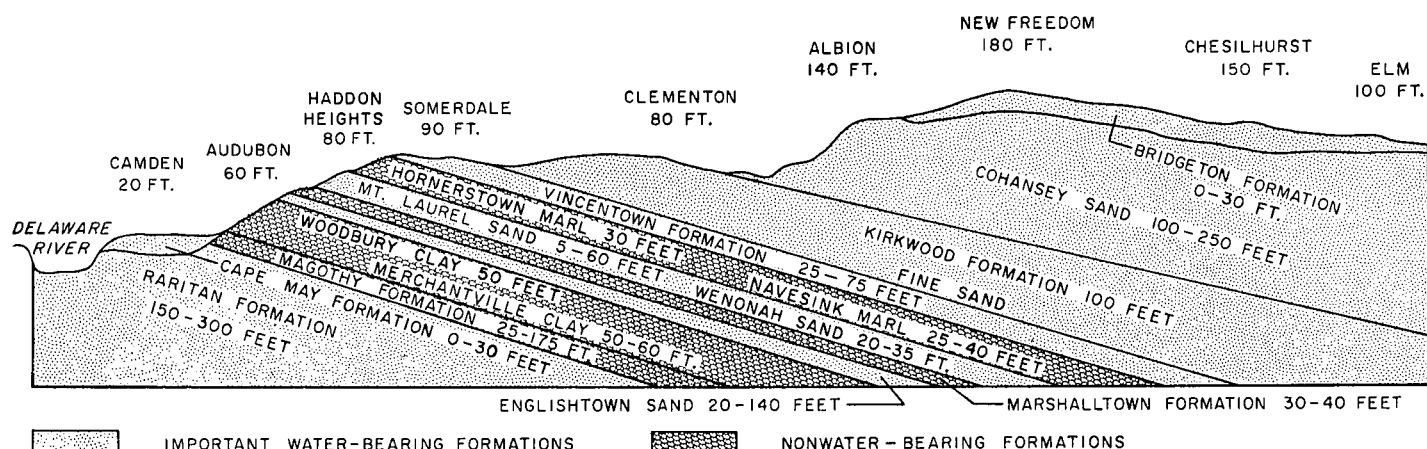 NEW FREEDOM
180 FT.
ALBION
140 FT.
CHESILHURST
150 FT.
ELM
100 FT.
HADDON
HEIGHTS
80 FT.
SOMERDALE
90 FT.
CLEMENTON
80 FT.
AUDUBON
60 FT.
CAMDEN
20 FT.
DELAWARE
RIVER
BRIDGETON FORMATION
0-30 FT.
COHANSEY SAND 100-250 FEET
KIRKWOOD FORMATION 100 FEET
FINE SAND
VINCENTOWN FORMATION 25-75 FEET
HORNERSTOWN MARL 30 FEET
NAVESINK MARL 25-40 FEET
MT. LAUREL SAND 5-60 FEET
WENONAH SAND 20-35 FT.
WOODBURY CLAY 50 FEET
MERCHANTVILLE CLAY 50-60 FT.
MAGOTHY FORMATION 25-175 FT.
CAPE MAY FORMATION 0-30 FEET
RARITAN FORMATION
150-300 FEET
ENGLISHTOWN SAND 20-140 FEET
MARSHALLTOWN FORMATION 30-40 FEET
IMPORTANT WATER-BEARING FORMATIONS
NONWATER-BEARING FORMATIONS